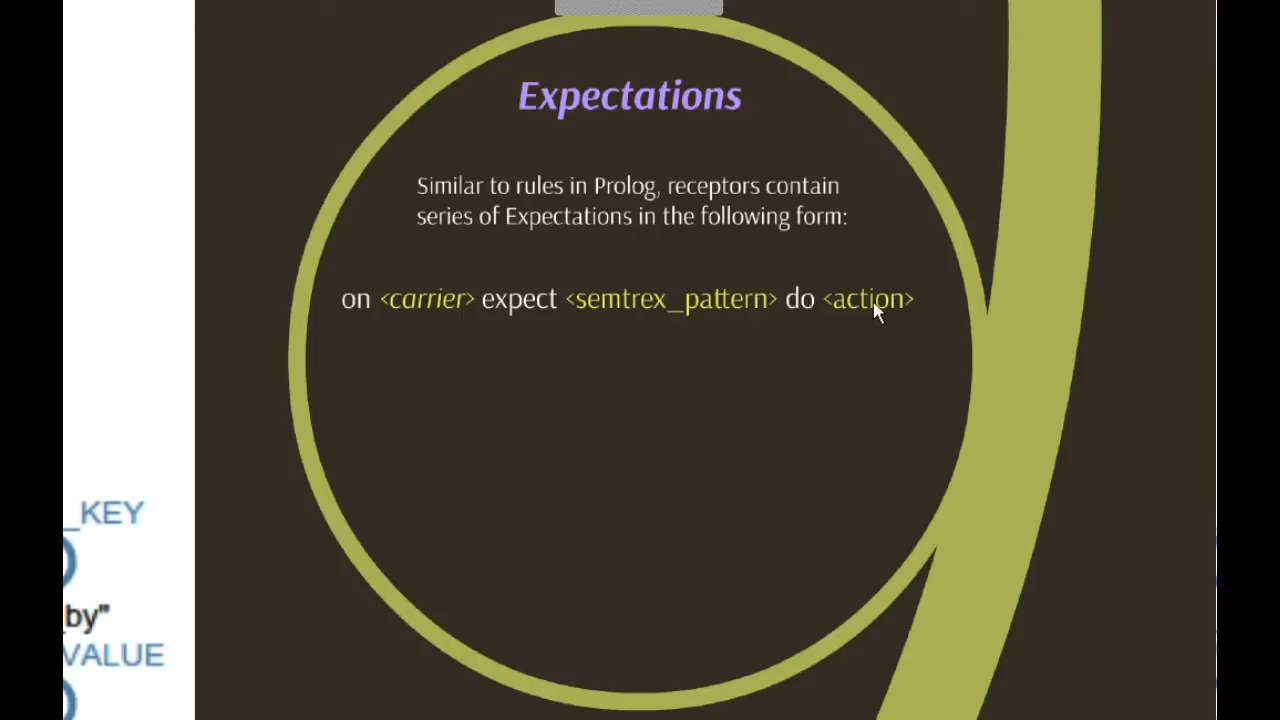 Expectations
Similar to rules in Prolog, receptors contain
series of Expectations in the following form:
on <carrier> expect <semtrex_pattern> do <action>
_KEY
by"
VALUE